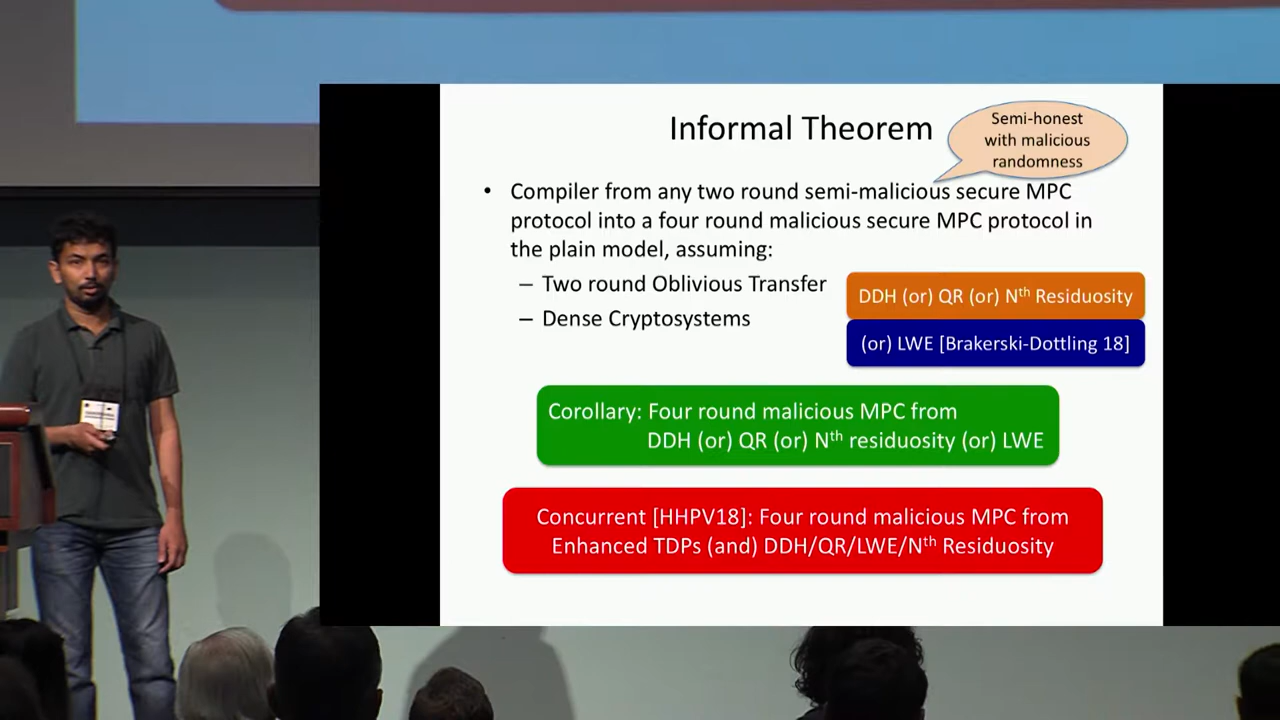 Informal Theorem
Semi-honest
with malicious
randomness
• Compiler from any two round semi-malicious secure MPC
protocol into a four round malicious secure MPC protocol in
the plain model, assuming:
– Two round Oblivious Transfer
– Dense Cryptosystems
DDH (or) QR (or) Nth Residuosity
(or) LWE [Brakerski-Dottling 18]
Corollary: Four round malicious MPC from
DDH (or) QR (or) Nth residuosity (or) LWE
Concurrent [HHPV18]: Four round malicious MPC from
Enhanced TDPs (and) DDH/QR/LWE/Nth Residuosity